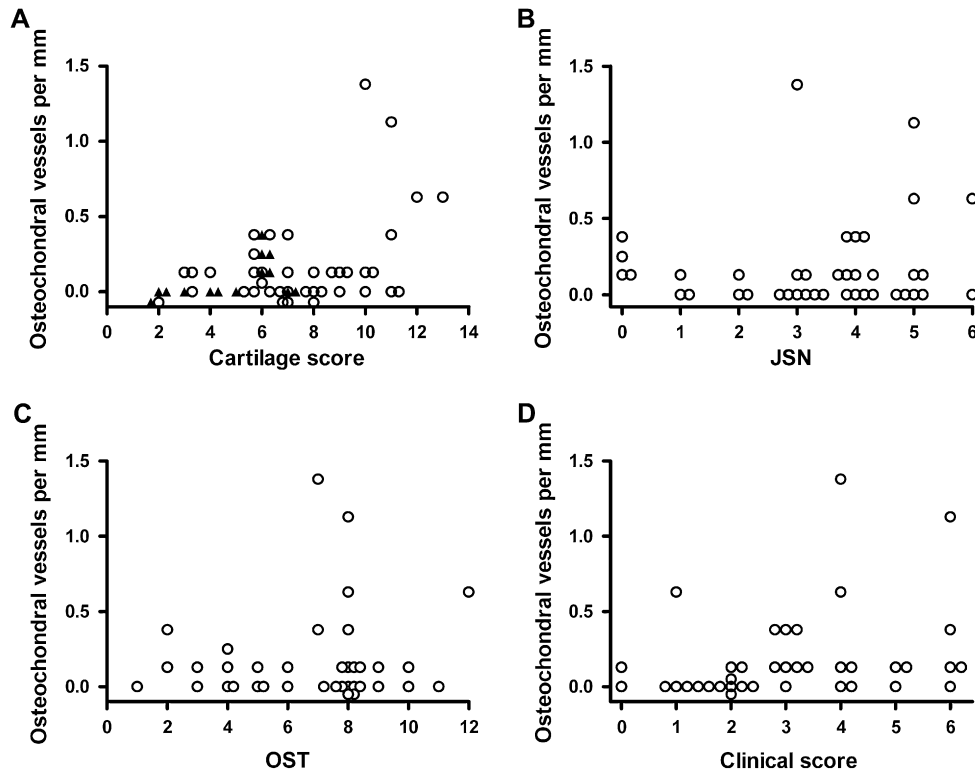 A
Osteochondral vessels per mm
1.5
1.0
0.5
0.0
2 4 6 8 10 12 14
Cartilage score
B
Osteochondral vessels per mm
1.5
1.0
0.5
0.0
0 1 2 3 4 5 6
JSN
C
Osteochondral vessels per mm
1.5
1.0
0.5
0.0
0 2 4 6 8 10 12
OST
D
Osteochondral vessels per mm
1.5
1.0
0.5
0.0
0 1 2 3 4 5 6
Clinical score